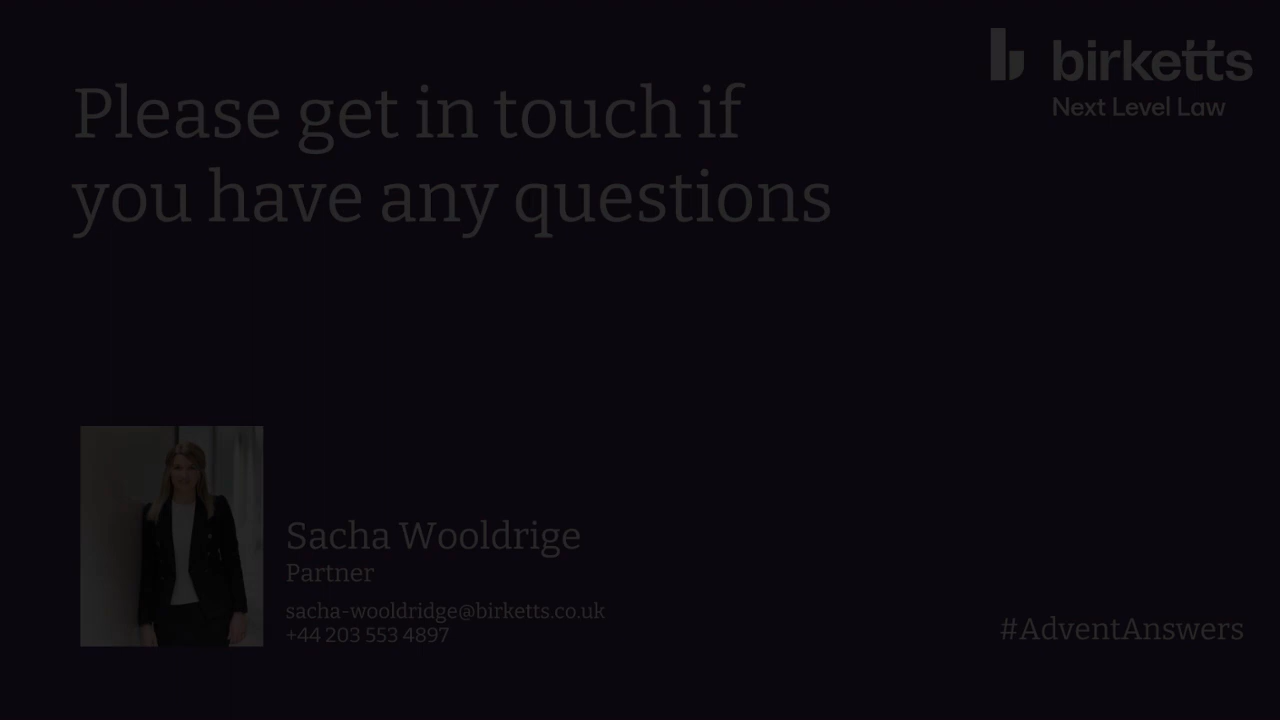 birketts
Next Level Law
Please get in touch if
you have any questions
Sacha Wooldrige
Partner
sacha-wooldridge@birketts.co.uk
+44 203 553 4897
#AdventAnswers